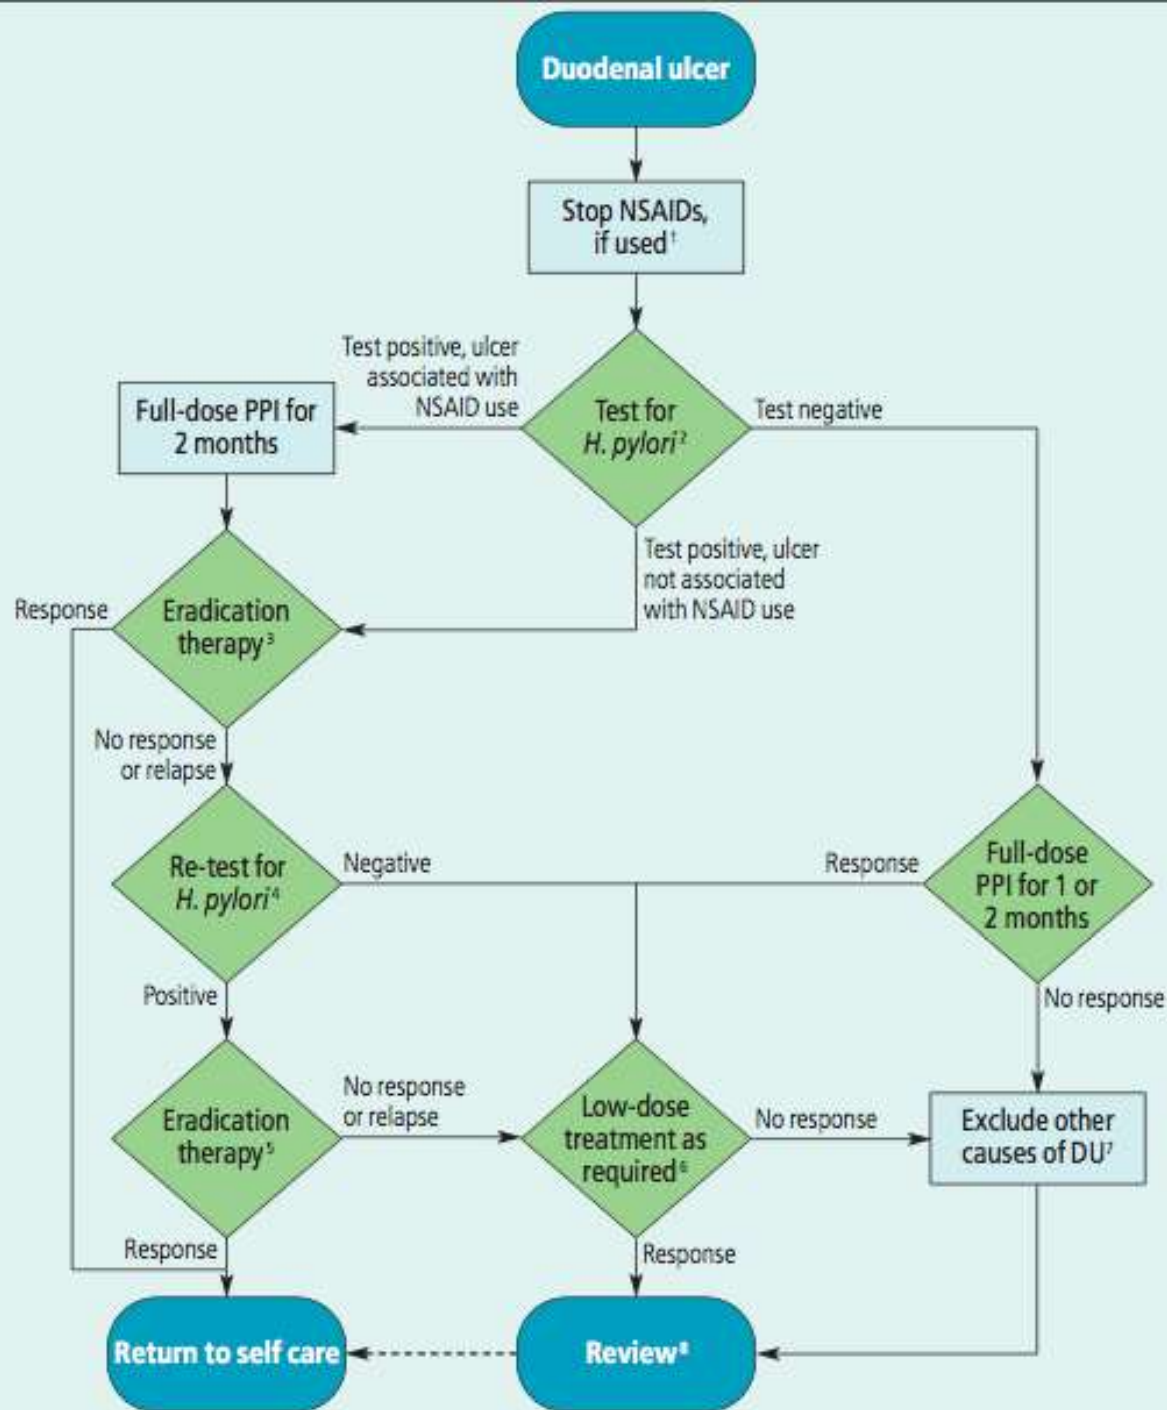 Duodenal ulcer
Stop NSAIDs,
if used¹
Test positive, ulcer
associated with
NSAID use
Full-dose PPI for
2 months
Test for
H. pylori²
Test negative
Test positive, ulcer
not associated
with NSAID use
Response
Eradication
therapy³
No response
or relapse
Re-test for
H. pylori⁴
Negative
Response
Full-dose
PPI for 1 or
2 months
Positive
No response
Eradication
therapy⁵
No response
or relapse
Low-dose
treatment as
required⁶
No response
Exclude other
causes of DU⁷
Response
Response
Return to self care
Review⁸